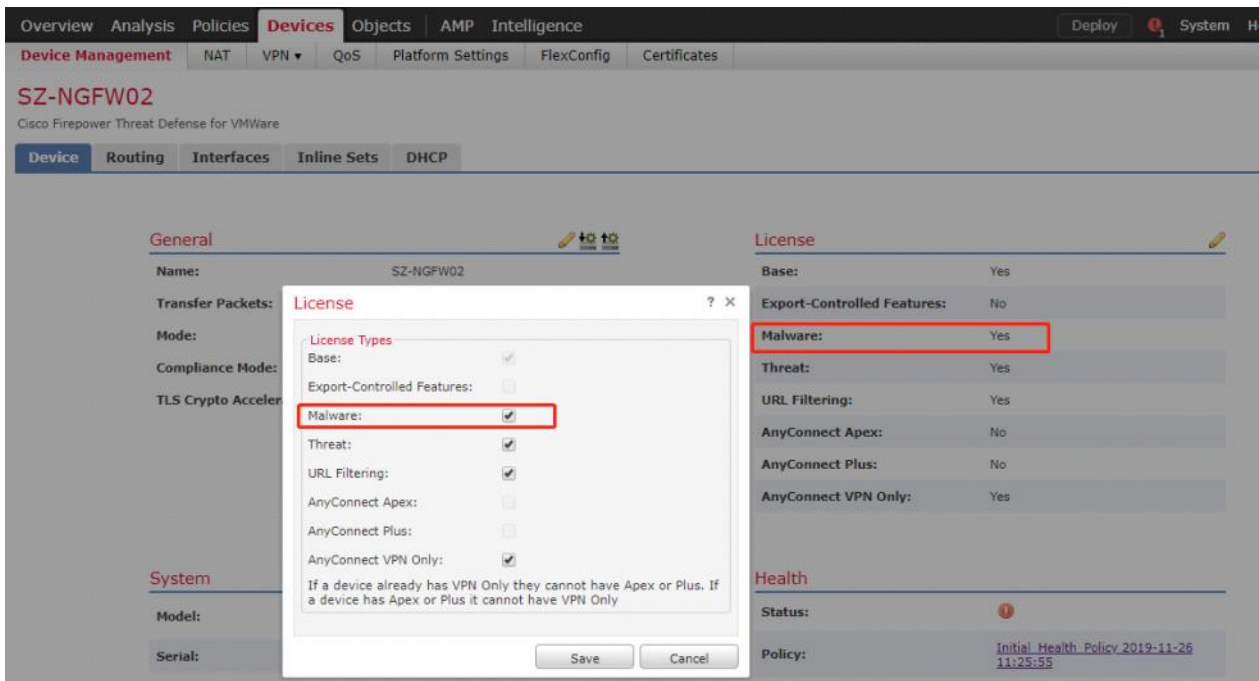 Overview Analysis Policies Devices Objects AMP Intelligence Deploy 1 System H
Device Management NAT VPN ▾ QoS Platform Settings FlexConfig Certificates
SZ-NGFW02
Cisco Firepower Threat Defense for VMWare
Device Routing Interfaces Inline Sets DHCP
General
Name: SZ-NGFW02
Transfer Packets:
Mode:
Compliance Mode:
TLS Crypto Acceler
License ? ×
License Types
Base:
Export-Controlled Features:
Malware:
Threat:
URL Filtering:
AnyConnect Apex:
AnyConnect Plus:
AnyConnect VPN Only:
If a device already has VPN Only they cannot have Apex or Plus. If
a device has Apex or Plus it cannot have VPN Only
Save Cancel
License
Base: Yes
Export-Controlled Features: No
Malware: Yes
Threat: Yes
URL Filtering: Yes
AnyConnect Apex: No
AnyConnect Plus: No
AnyConnect VPN Only: Yes
System
Model:
Serial:
Health
Status:
Policy: Initial_Health_Policy 2019-11-26
11:25:55